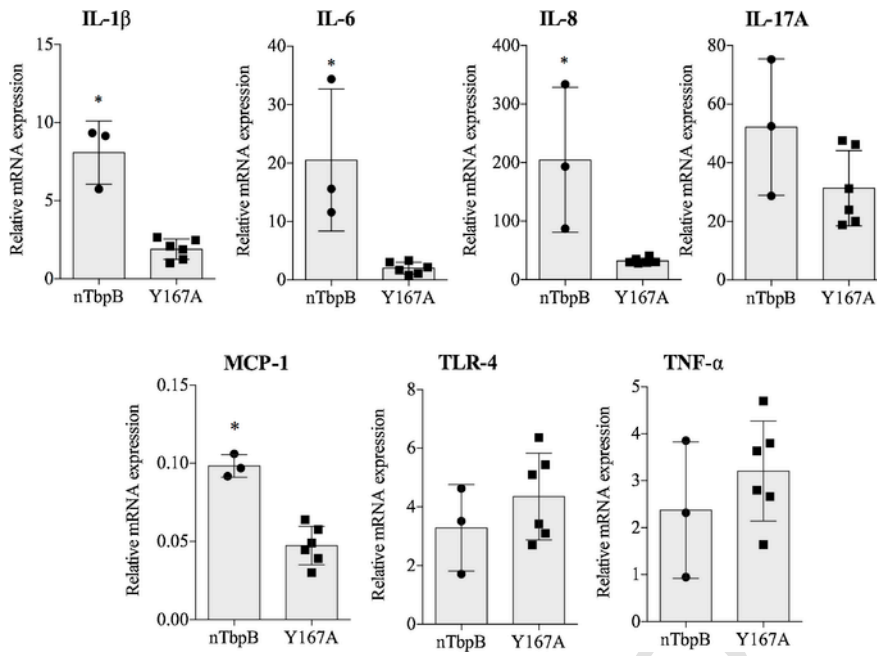 IL-1β
Relative mRNA expression
15
10
5
0
*
nTbpB
Y167A
IL-6
Relative mRNA expression
40
30
20
10
0
*
nTbpB
Y167A
IL-8
Relative mRNA expression
400
300
200
100
0
*
nTbpB
Y167A
IL-17A
Relative mRNA expression
80
60
40
20
0
nTbpB
Y167A
MCP-1
Relative mRNA expression
0.15
0.10
0.05
0.00
*
nTbpB
Y167A
TLR-4
Relative mRNA expression
8
6
4
2
0
nTbpB
Y167A
TNF-α
Relative mRNA expression
5
4
3
2
1
0
nTbpB
Y167A